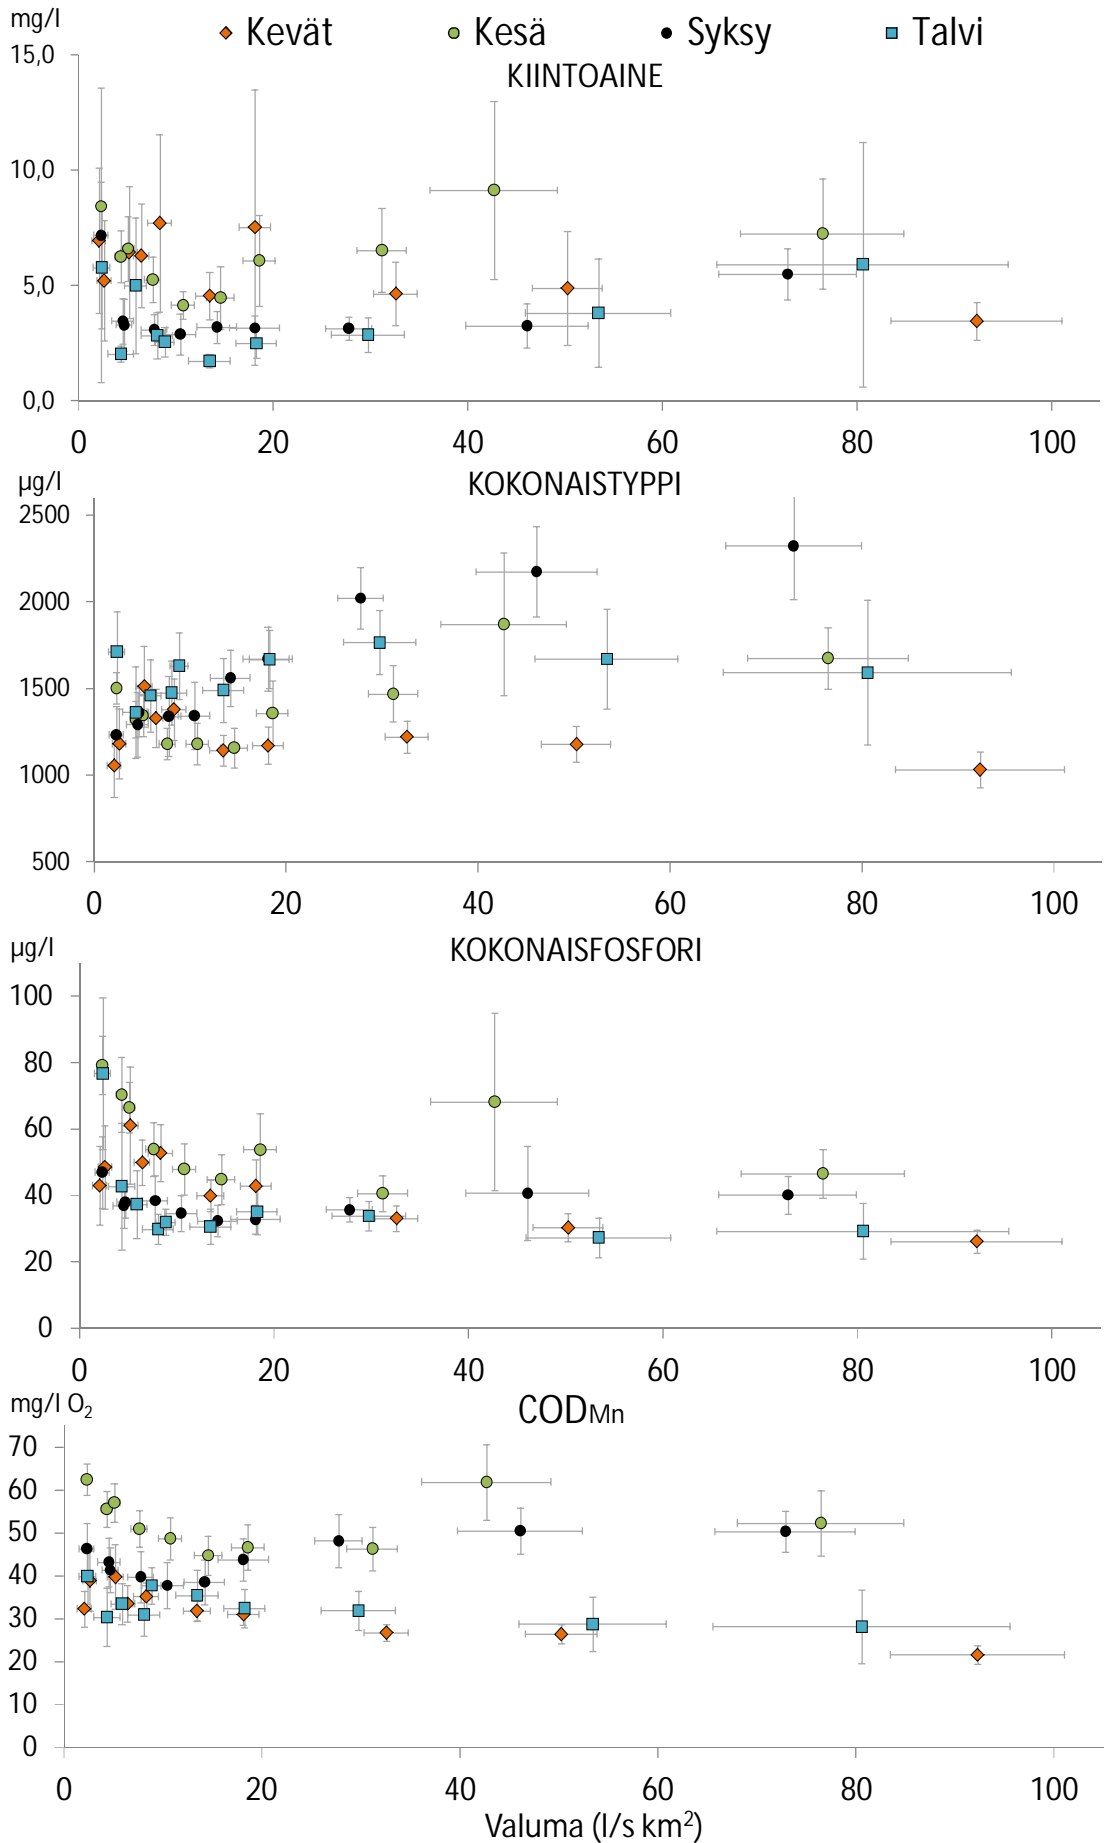 mg/l
Kevät Kesä Syksy Talvi
15,0
KIINTOAINE
10,0
5,0
0,0
0 20 40 60 80 100
µg/l
KOKONAISTYPPI
2500
2000
1500
1000
500
0 20 40 60 80 100
µg/l
KOKONAISFOSFORI
100
80
60
40
20
0
0 20 40 60 80 100
mg/l O2
CODMn
70
60
50
40
30
20
10
0
0 20 40 60 80 100
Valuma (l/s km²)